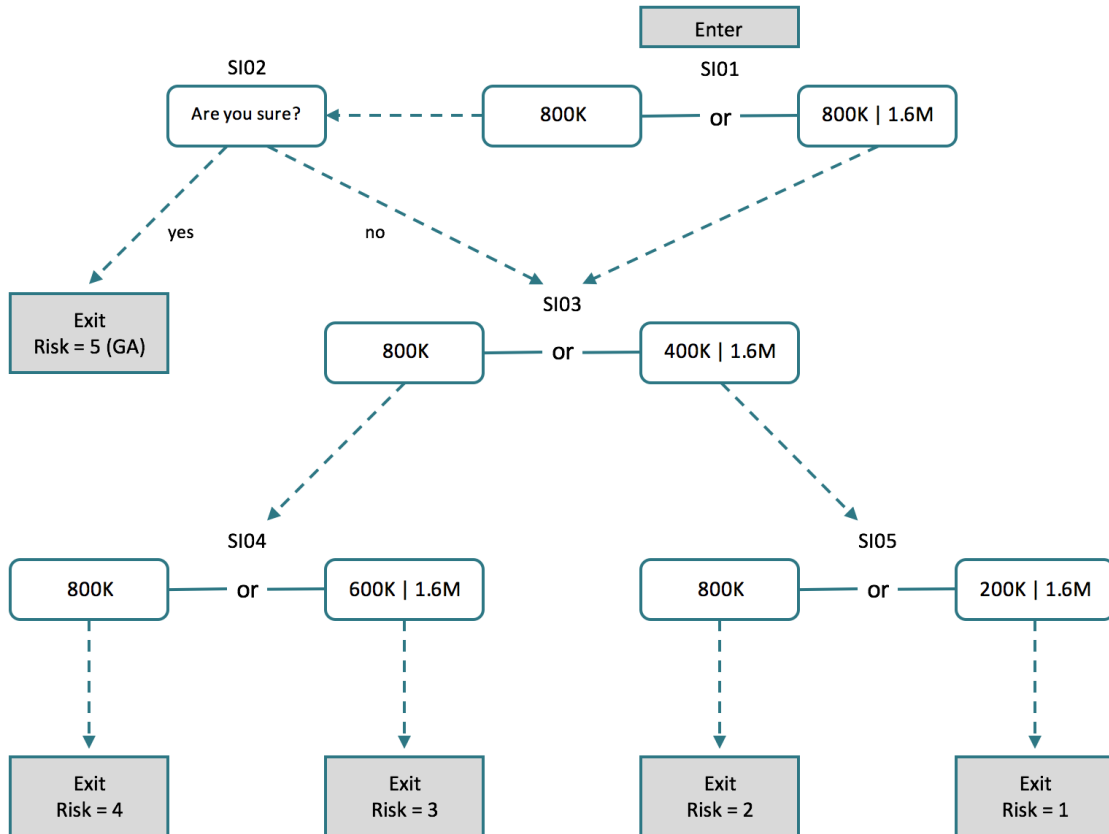 Enter
SI02
SI01
Are you sure?
800K
or
800K | 1.6M
yes
no
SI03
Exit
Risk = 5 (GA)
800K
or
400K | 1.6M
SI04
SI05
800K
or
600K | 1.6M
800K
or
200K | 1.6M
Exit
Risk = 4
Exit
Risk = 3
Exit
Risk = 2
Exit
Risk = 1